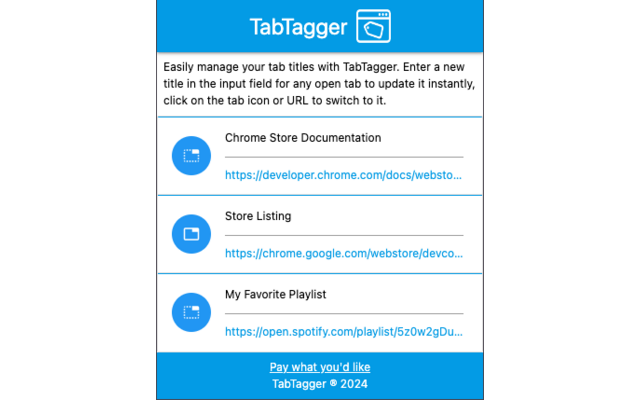 TabTagger
Easily manage your tab titles with TabTagger. Enter a new
title in the input field for any open tab to update it instantly,
click on the tab icon or URL to switch to it.
Chrome Store Documentation
https://developer.chrome.com/docs/websto...
Store Listing
https://chrome.google.com/webstore/devco...
My Favorite Playlist
https://open.spotify.com/playlist/5z0w2gDu...
Pay what you'd like
TabTagger ® 2024